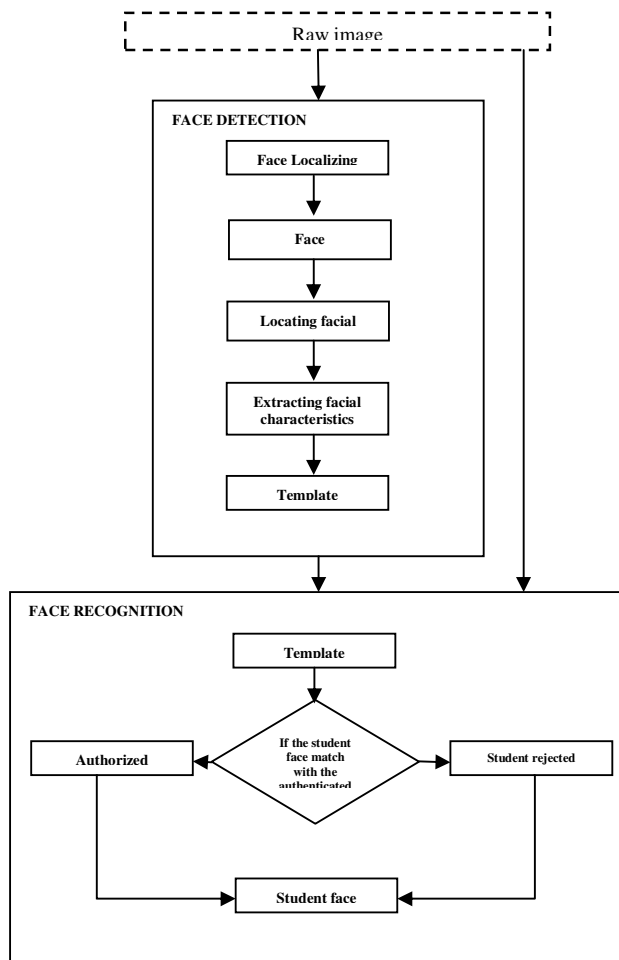 Raw image
FACE DETECTION
Face Localizing
Face
Locating facial
Extracting facial
characteristics
Template
FACE RECOGNITION
Template
If the student
face match
with the
authenticated
Authorized
Student rejected
Student face